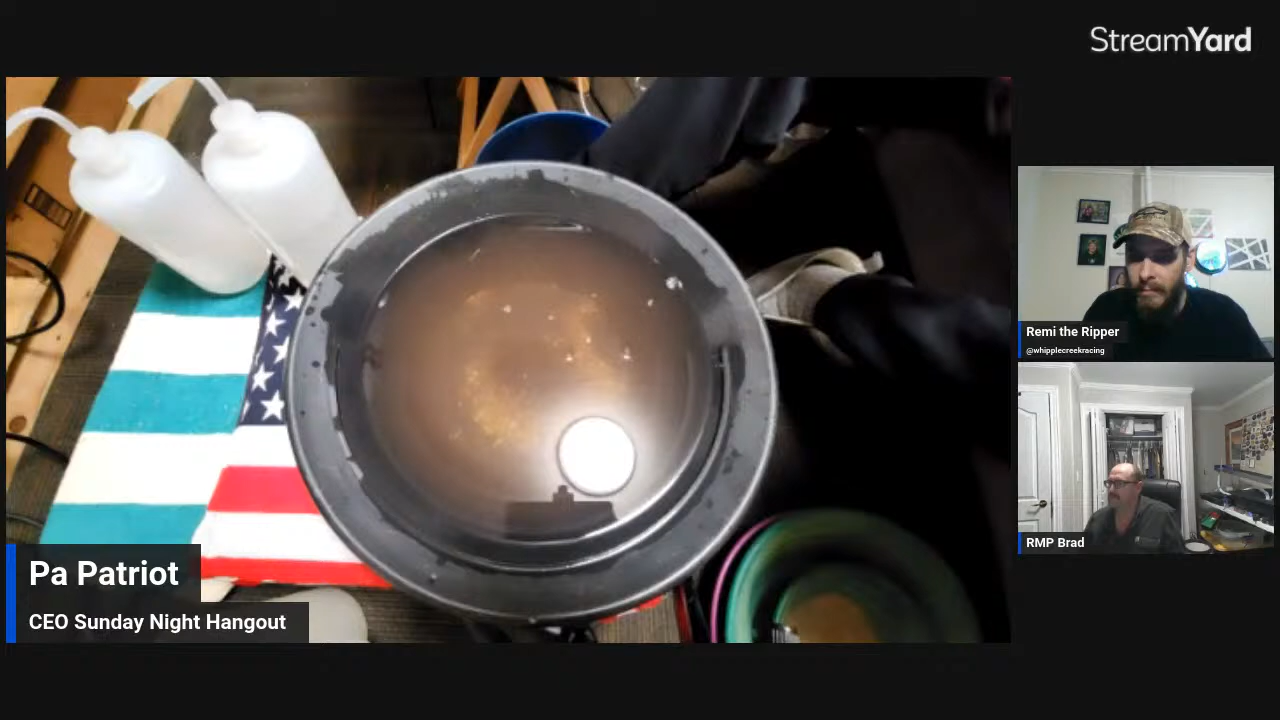 StreamYard
Remi the Ripper
@whipplecreekracing
RMP Brad
Pa Patriot
CEO Sunday Night Hangout